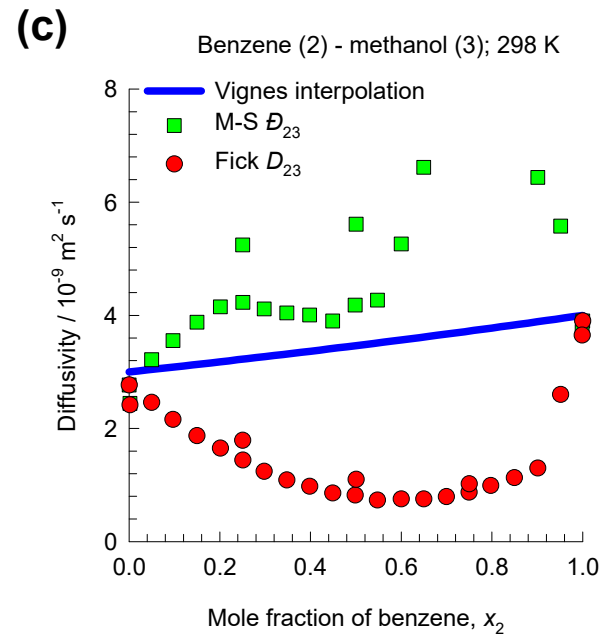 (c)
Benzene (2) - methanol (3); 298 K
Vignes interpolation
M-S Đ₂₃
Fick D₂₃
Diffusivity / 10⁻⁹ m² s⁻¹
8
6
4
2
0
0.0 0.2 0.4 0.6 0.8 1.0
Mole fraction of benzene, x₂